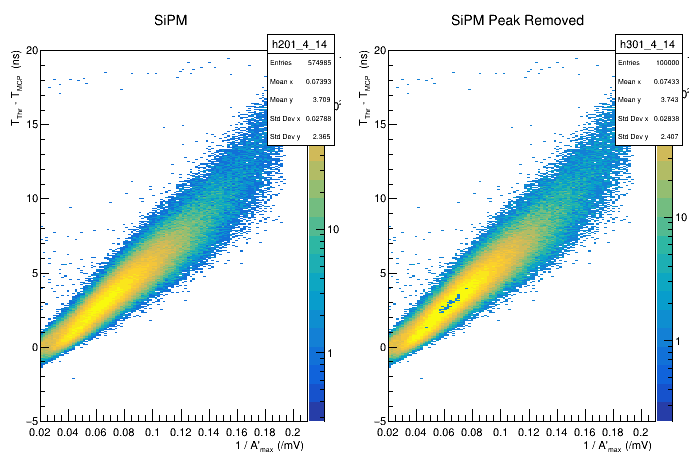 SiPM
h201_4_14
Entries 574985
Mean x 0.07393
Mean y 3.709
Std Dev x 0.02788
Std Dev y 2.365
T_Thr - T_MCP (ns)
20
15
10
5
0
−5
0.02 0.04 0.06 0.08 0.1 0.12 0.14 0.16 0.18 0.2
1 / A'_max (/mV)
10
1
SiPM Peak Removed
h301_4_14
Entries 100000
Mean x 0.07433
Mean y 3.743
Std Dev x 0.02838
Std Dev y 2.407
T_Thr - T_MCP (ns)
20
15
10
5
0
−5
0.02 0.04 0.06 0.08 0.1 0.12 0.14 0.16 0.18 0.2
1 / A'_max (/mV)
10
1